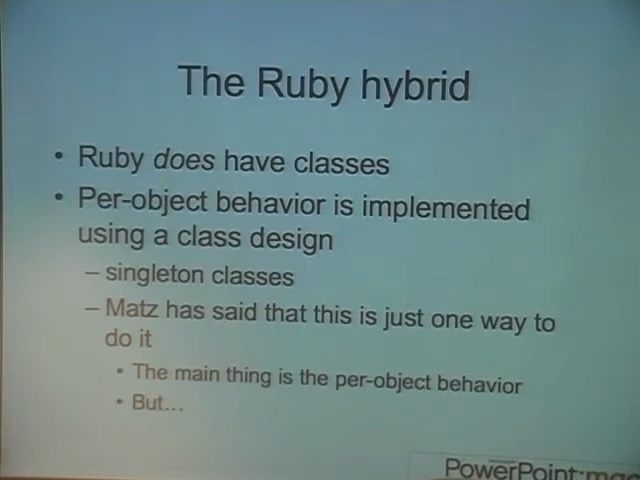 The Ruby hybrid
• Ruby does have classes
• Per-object behavior is implemented
using a class design
– singleton classes
– Matz has said that this is just one way to
do it
• The main thing is the per-object behavior
• But...
PowerPoint